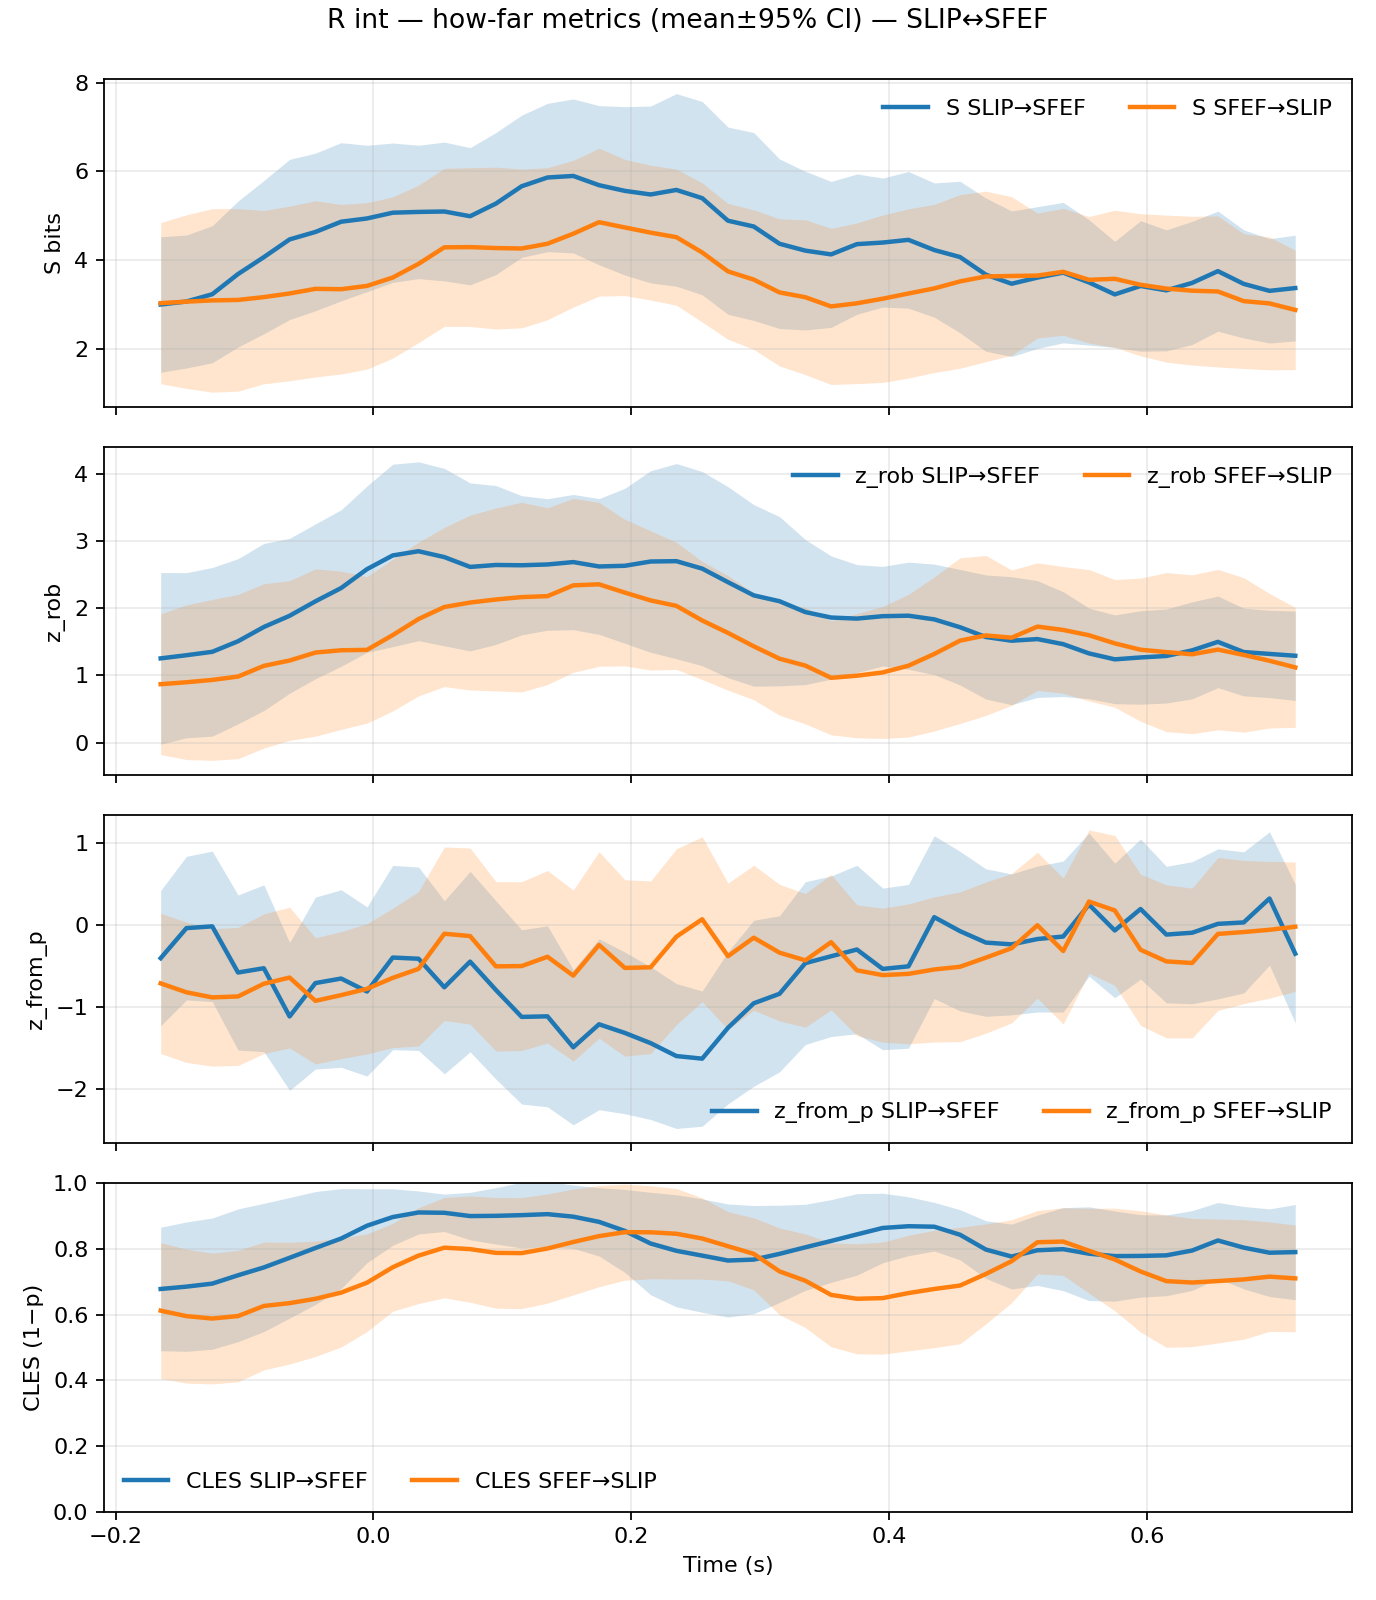 R int — how-far metrics (mean±95% CI) — SLIP↔SFEF
8
6
4
2
S bits
S SLIP→SFEF
S SFEF→SLIP
4
3
2
1
0
z_rob
z_rob SLIP→SFEF
z_rob SFEF→SLIP
1
0
−1
−2
z_from_p
z_from_p SLIP→SFEF
z_from_p SFEF→SLIP
1.0
0.8
0.6
0.4
0.2
0.0
CLES (1−p)
CLES SLIP→SFEF
CLES SFEF→SLIP
−0.2
0.0
0.2
0.4
0.6
Time (s)